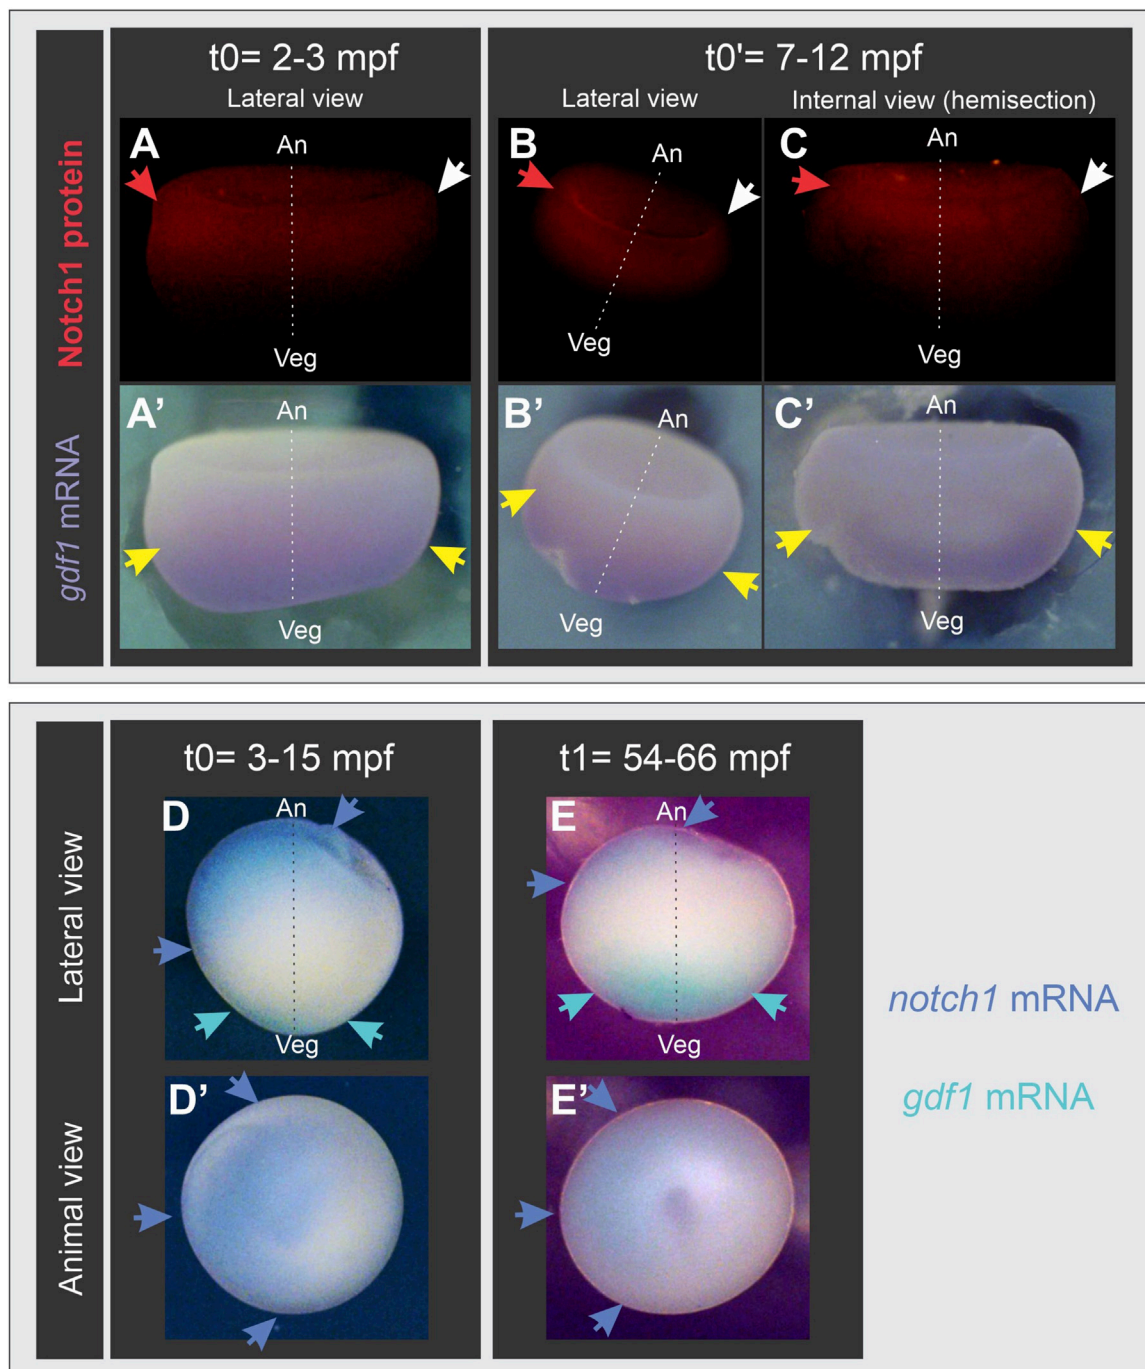 t0= 2-3 mpf
Lateral view
t0'= 7-12 mpf
Lateral view
Internal view (hemisection)
Notch1 protein
gdf1 mRNA
A
An
Veg
B
An
Veg
C
An
Veg
A’
An
Veg
B’
An
Veg
C’
An
Veg
t0= 3-15 mpf
t1= 54-66 mpf
Lateral view
Animal view
D
An
Veg
E
An
Veg
D’
E’
notch1 mRNA
gdf1 mRNA